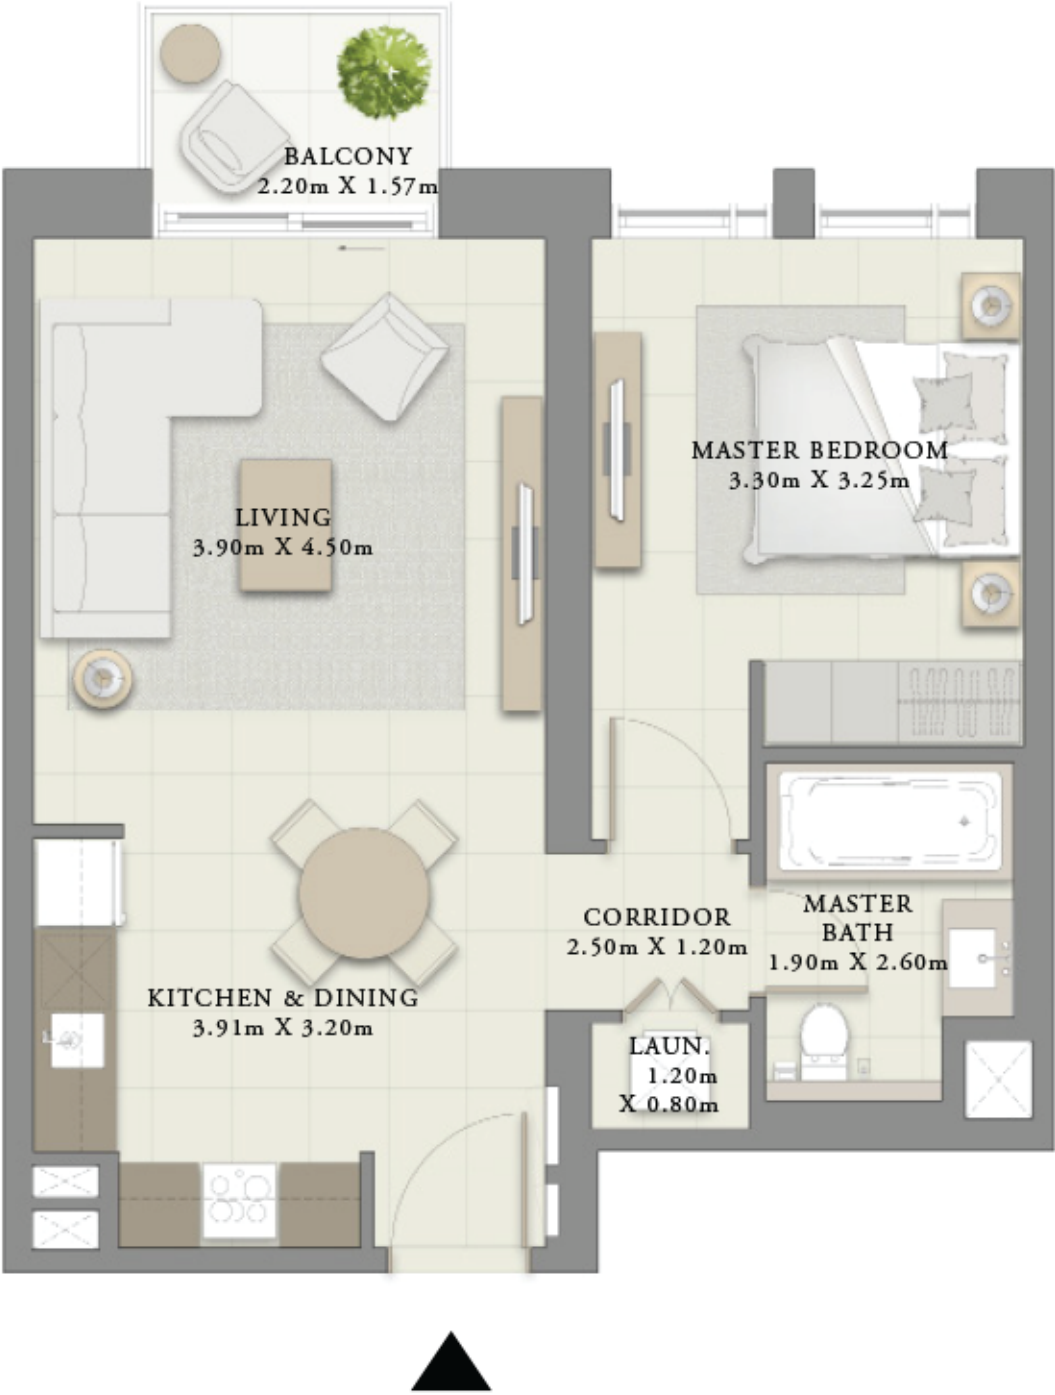 BALCONY
2.20m X 1.57m
MASTER BEDROOM
3.30m X 3.25m
LIVING
3.90m X 4.50m
CORRIDOR
2.50m X 1.20m
MASTER
BATH
1.90m X 2.60m
KITCHEN & DINING
3.91m X 3.20m
LAUN.
1.20m
X 0.80m